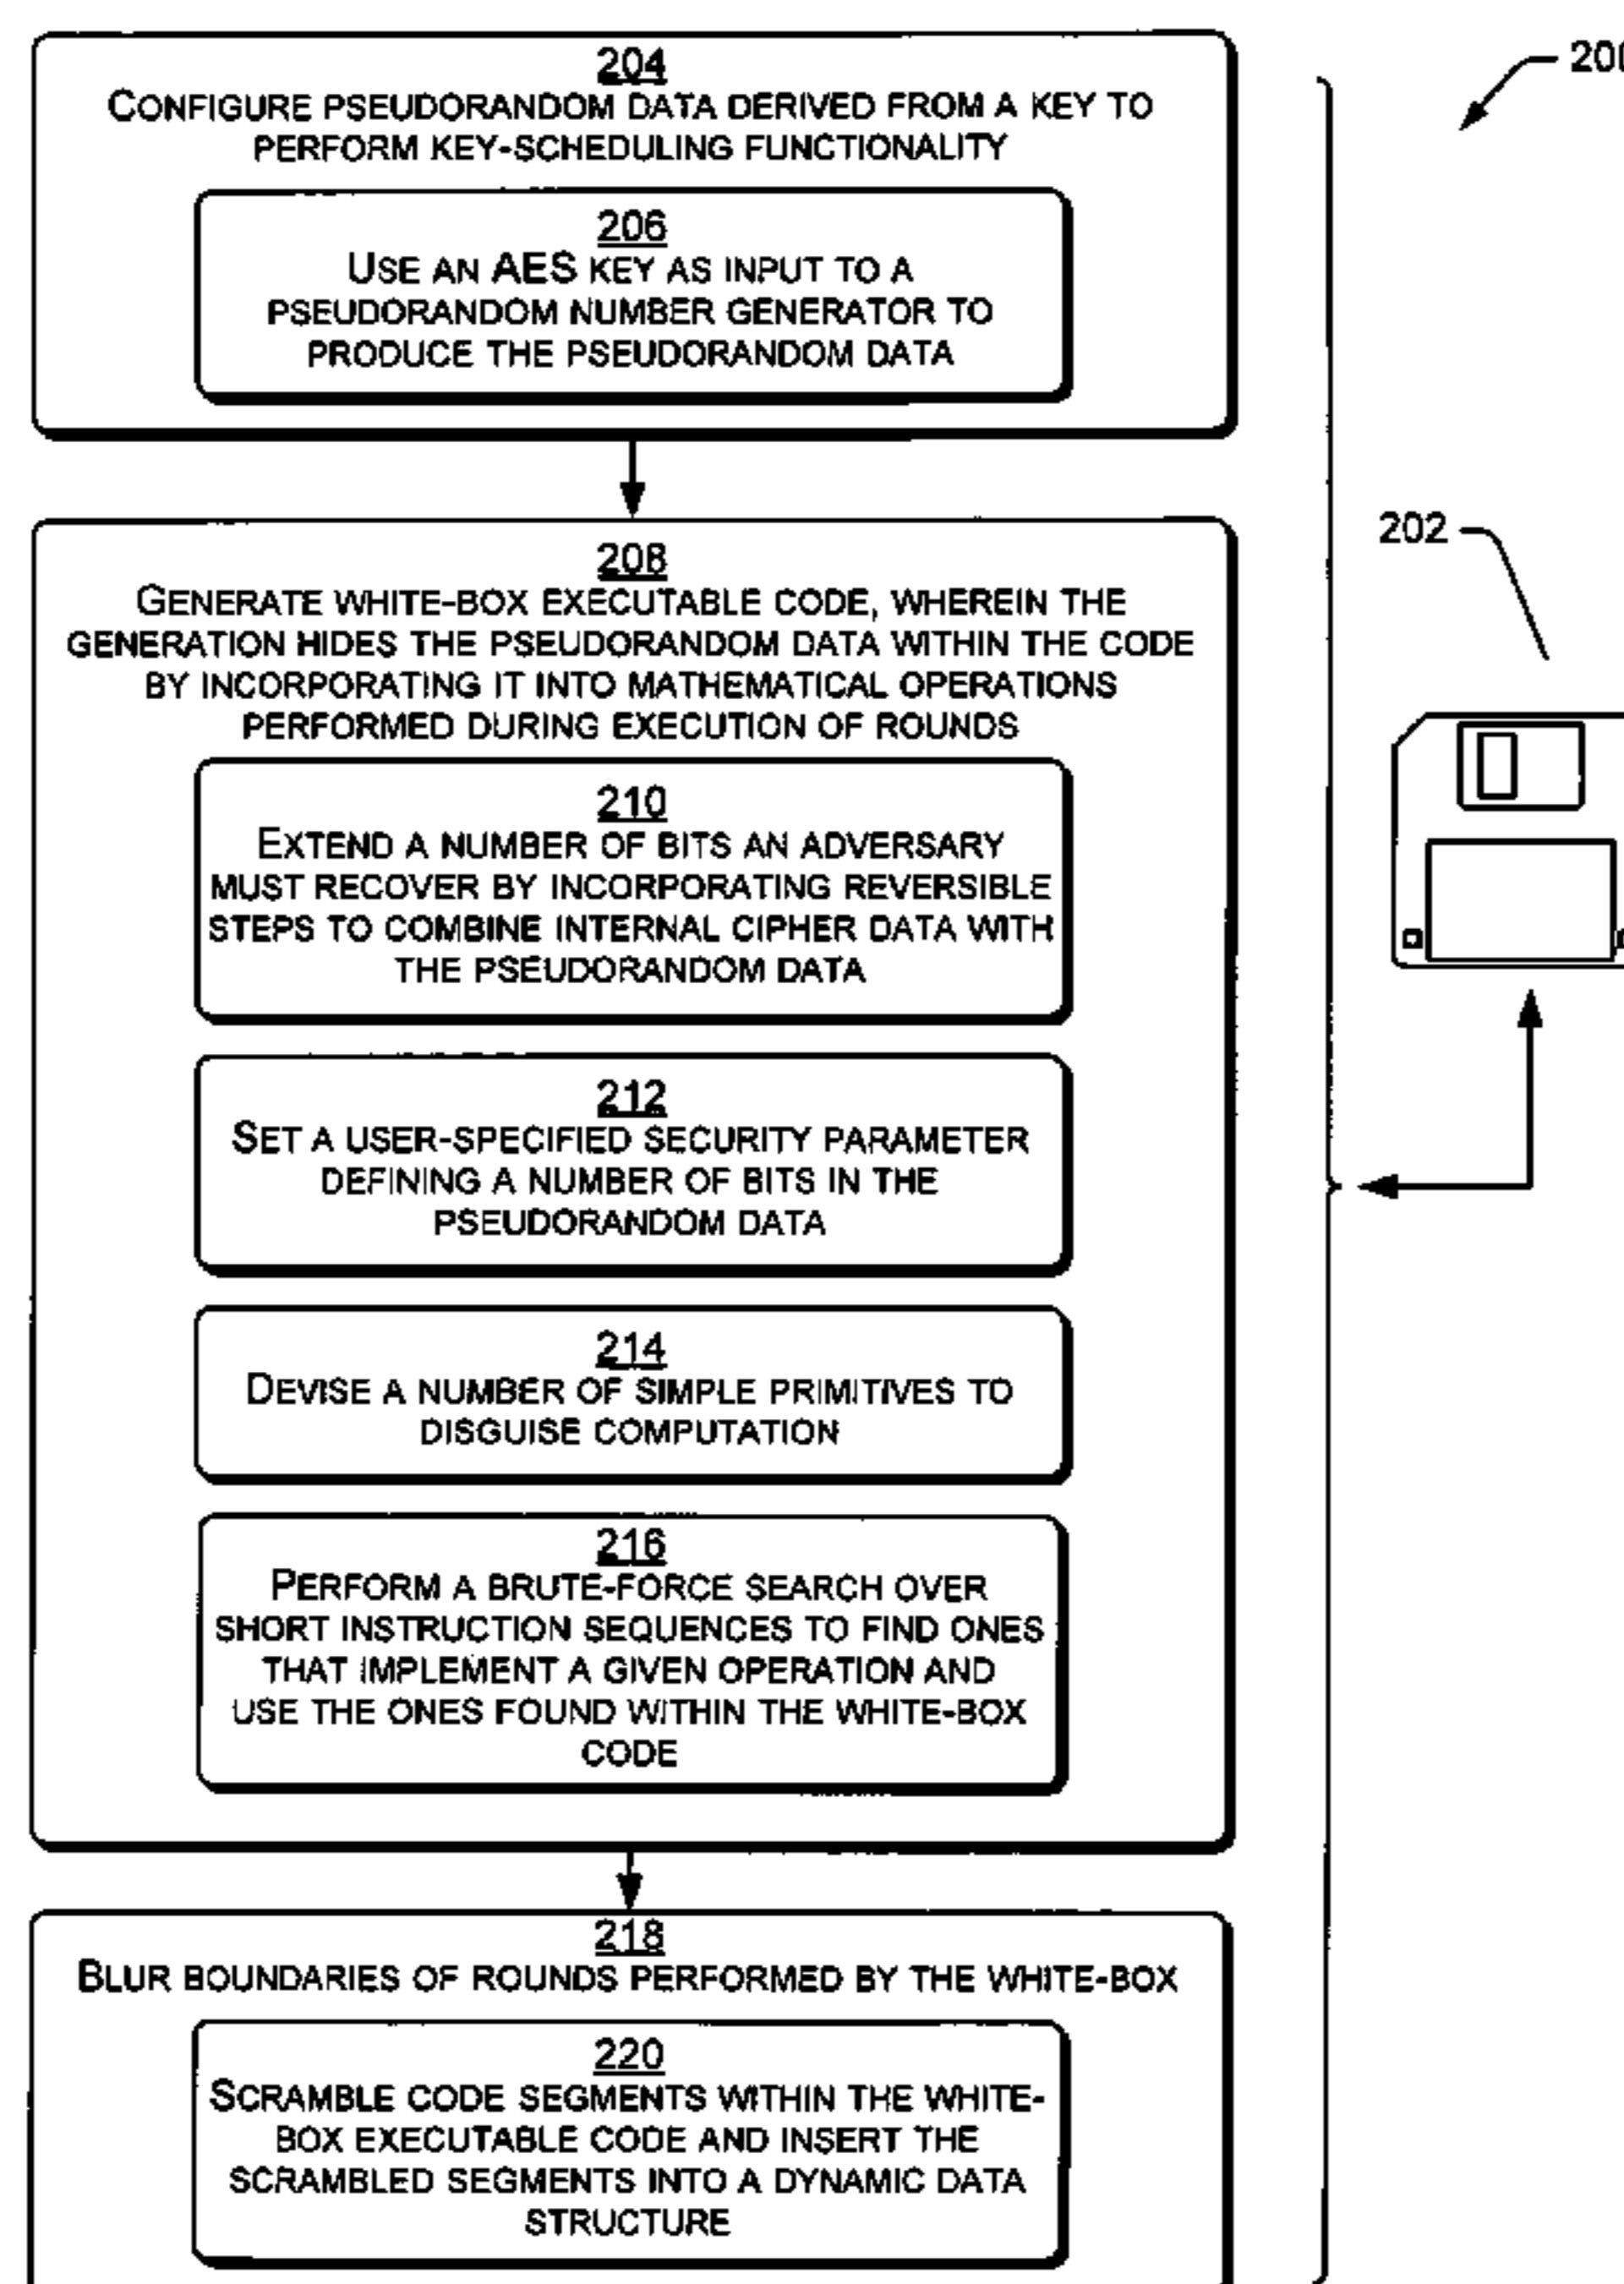 204
CONFIGURE PSEUDORANDOM DATA DERIVED FROM A KEY TO
PERFORM KEY-SCHEDULING FUNCTIONALITY
206
USE AN AES KEY AS INPUT TO A
PSEUDORANDOM NUMBER GENERATOR TO
PRODUCE THE PSEUDORANDOM DATA
208
GENERATE WHITE-BOX EXECUTABLE CODE, WHEREIN THE
GENERATION HIDES THE PSEUDORANDOM DATA WITHIN THE CODE
BY INCORPORATING IT INTO MATHEMATICAL OPERATIONS
PERFORMED DURING EXECUTION OF ROUNDS
210
EXTEND A NUMBER OF BITS AN ADVERSARY
MUST RECOVER BY INCORPORATING REVERSIBLE
STEPS TO COMBINE INTERNAL CIPHER DATA WITH
THE PSEUDORANDOM DATA
212
SET A USER-SPECIFIED SECURITY PARAMETER
DEFINING A NUMBER OF BITS IN THE
PSEUDORANDOM DATA
214
DEVISE A NUMBER OF SIMPLE PRIMITIVES TO
DISGUISE COMPUTATION
216
PERFORM A BRUTE-FORCE SEARCH OVER
SHORT INSTRUCTION SEQUENCES TO FIND ONES
THAT IMPLEMENT A GIVEN OPERATION AND
USE THE ONES FOUND WITHIN THE WHITE-BOX
CODE
218
BLUR BOUNDARIES OF ROUNDS PERFORMED BY THE WHITE-BOX
220
SCRAMBLE CODE SEGMENTS WITHIN THE WHITE-
BOX EXECUTABLE CODE AND INSERT THE
SCRAMBLED SEGMENTS INTO A DYNAMIC DATA
STRUCTURE
202